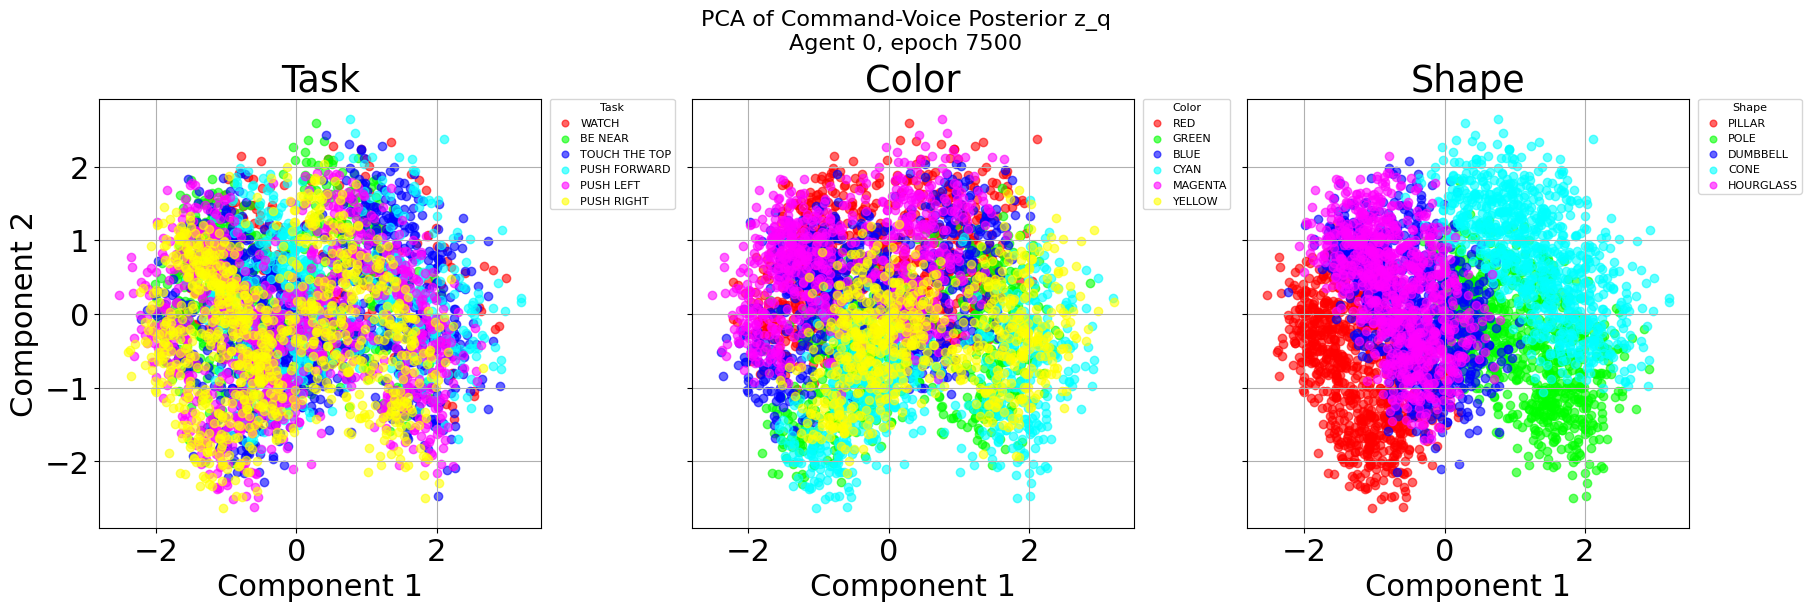 PCA of Command-Voice Posterior z_q
Agent 0, epoch 7500
Task
Component 2
2
1
0
−1
−2
−2
0
2
Component 1
Task
WATCH
BE NEAR
TOUCH THE TOP
PUSH FORWARD
PUSH LEFT
PUSH RIGHT
Color
−2
0
2
Component 1
Color
RED
GREEN
BLUE
CYAN
MAGENTA
YELLOW
Shape
−2
0
2
Component 1
Shape
PILLAR
POLE
DUMBBELL
CONE
HOURGLASS